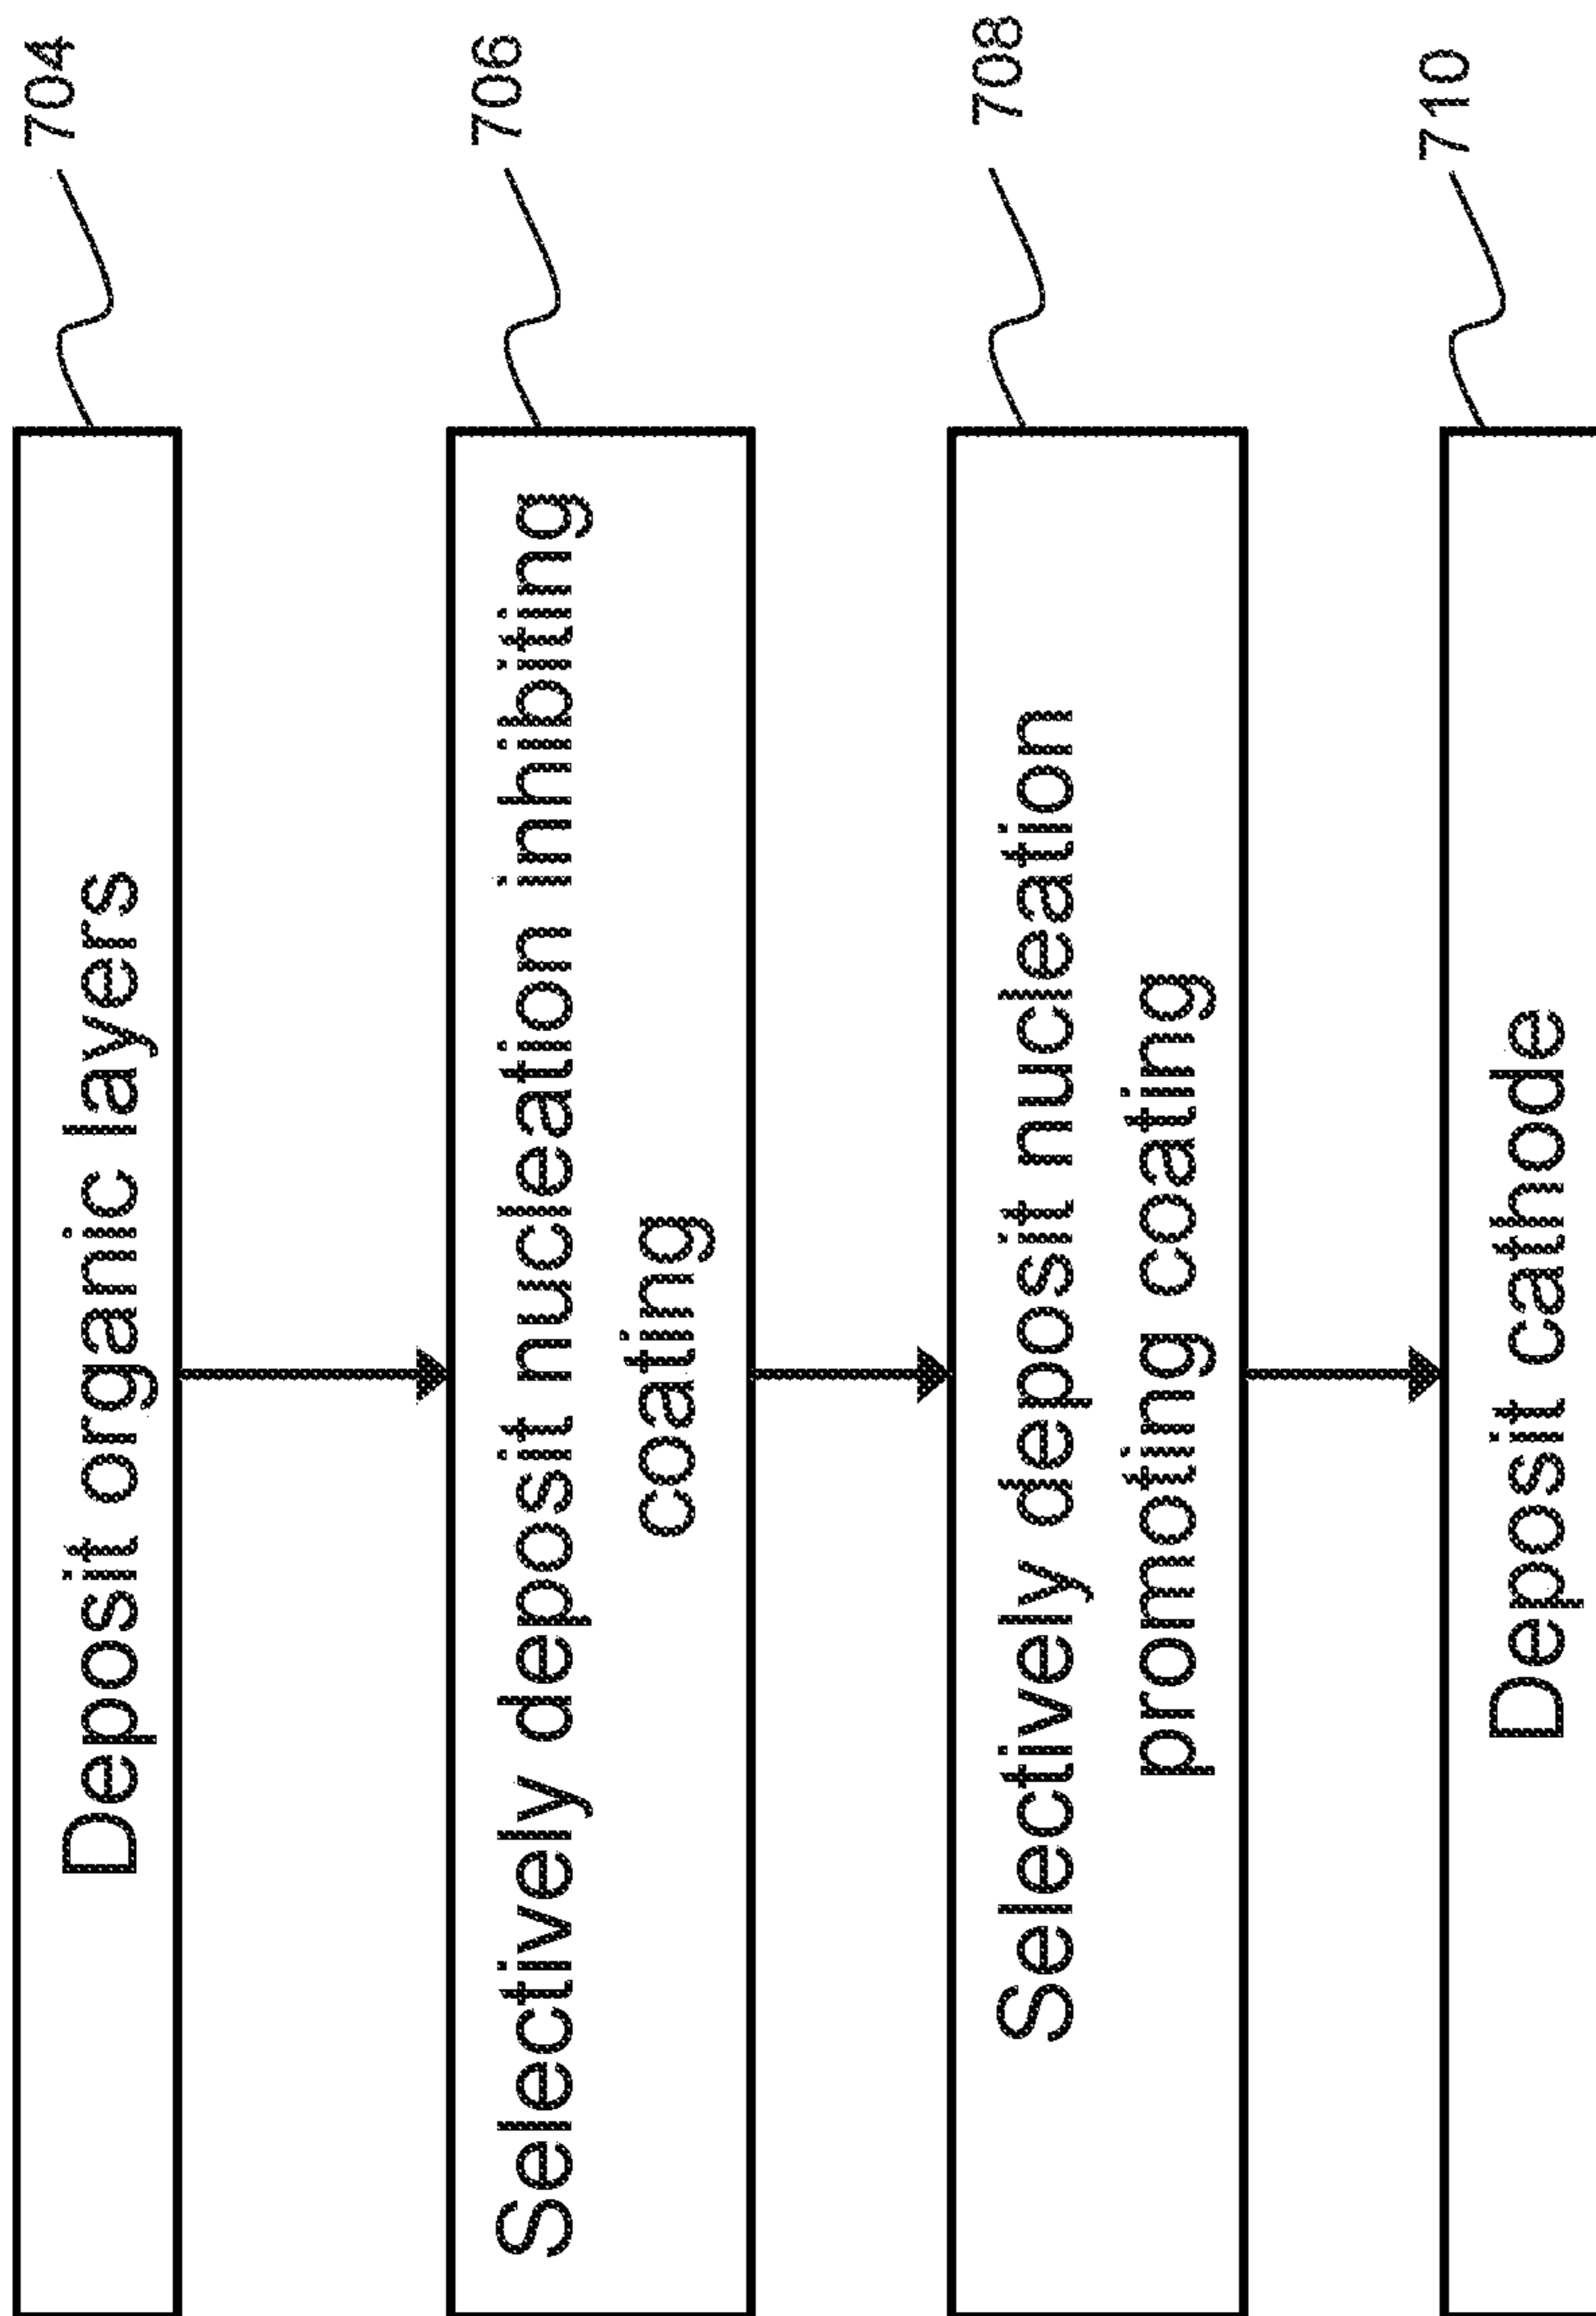 Deposit organic layers
704
Selectively deposit nucleation inhibiting
coating
706
Selectively deposit nucleation
promoting coating
708
Deposit cathode
710